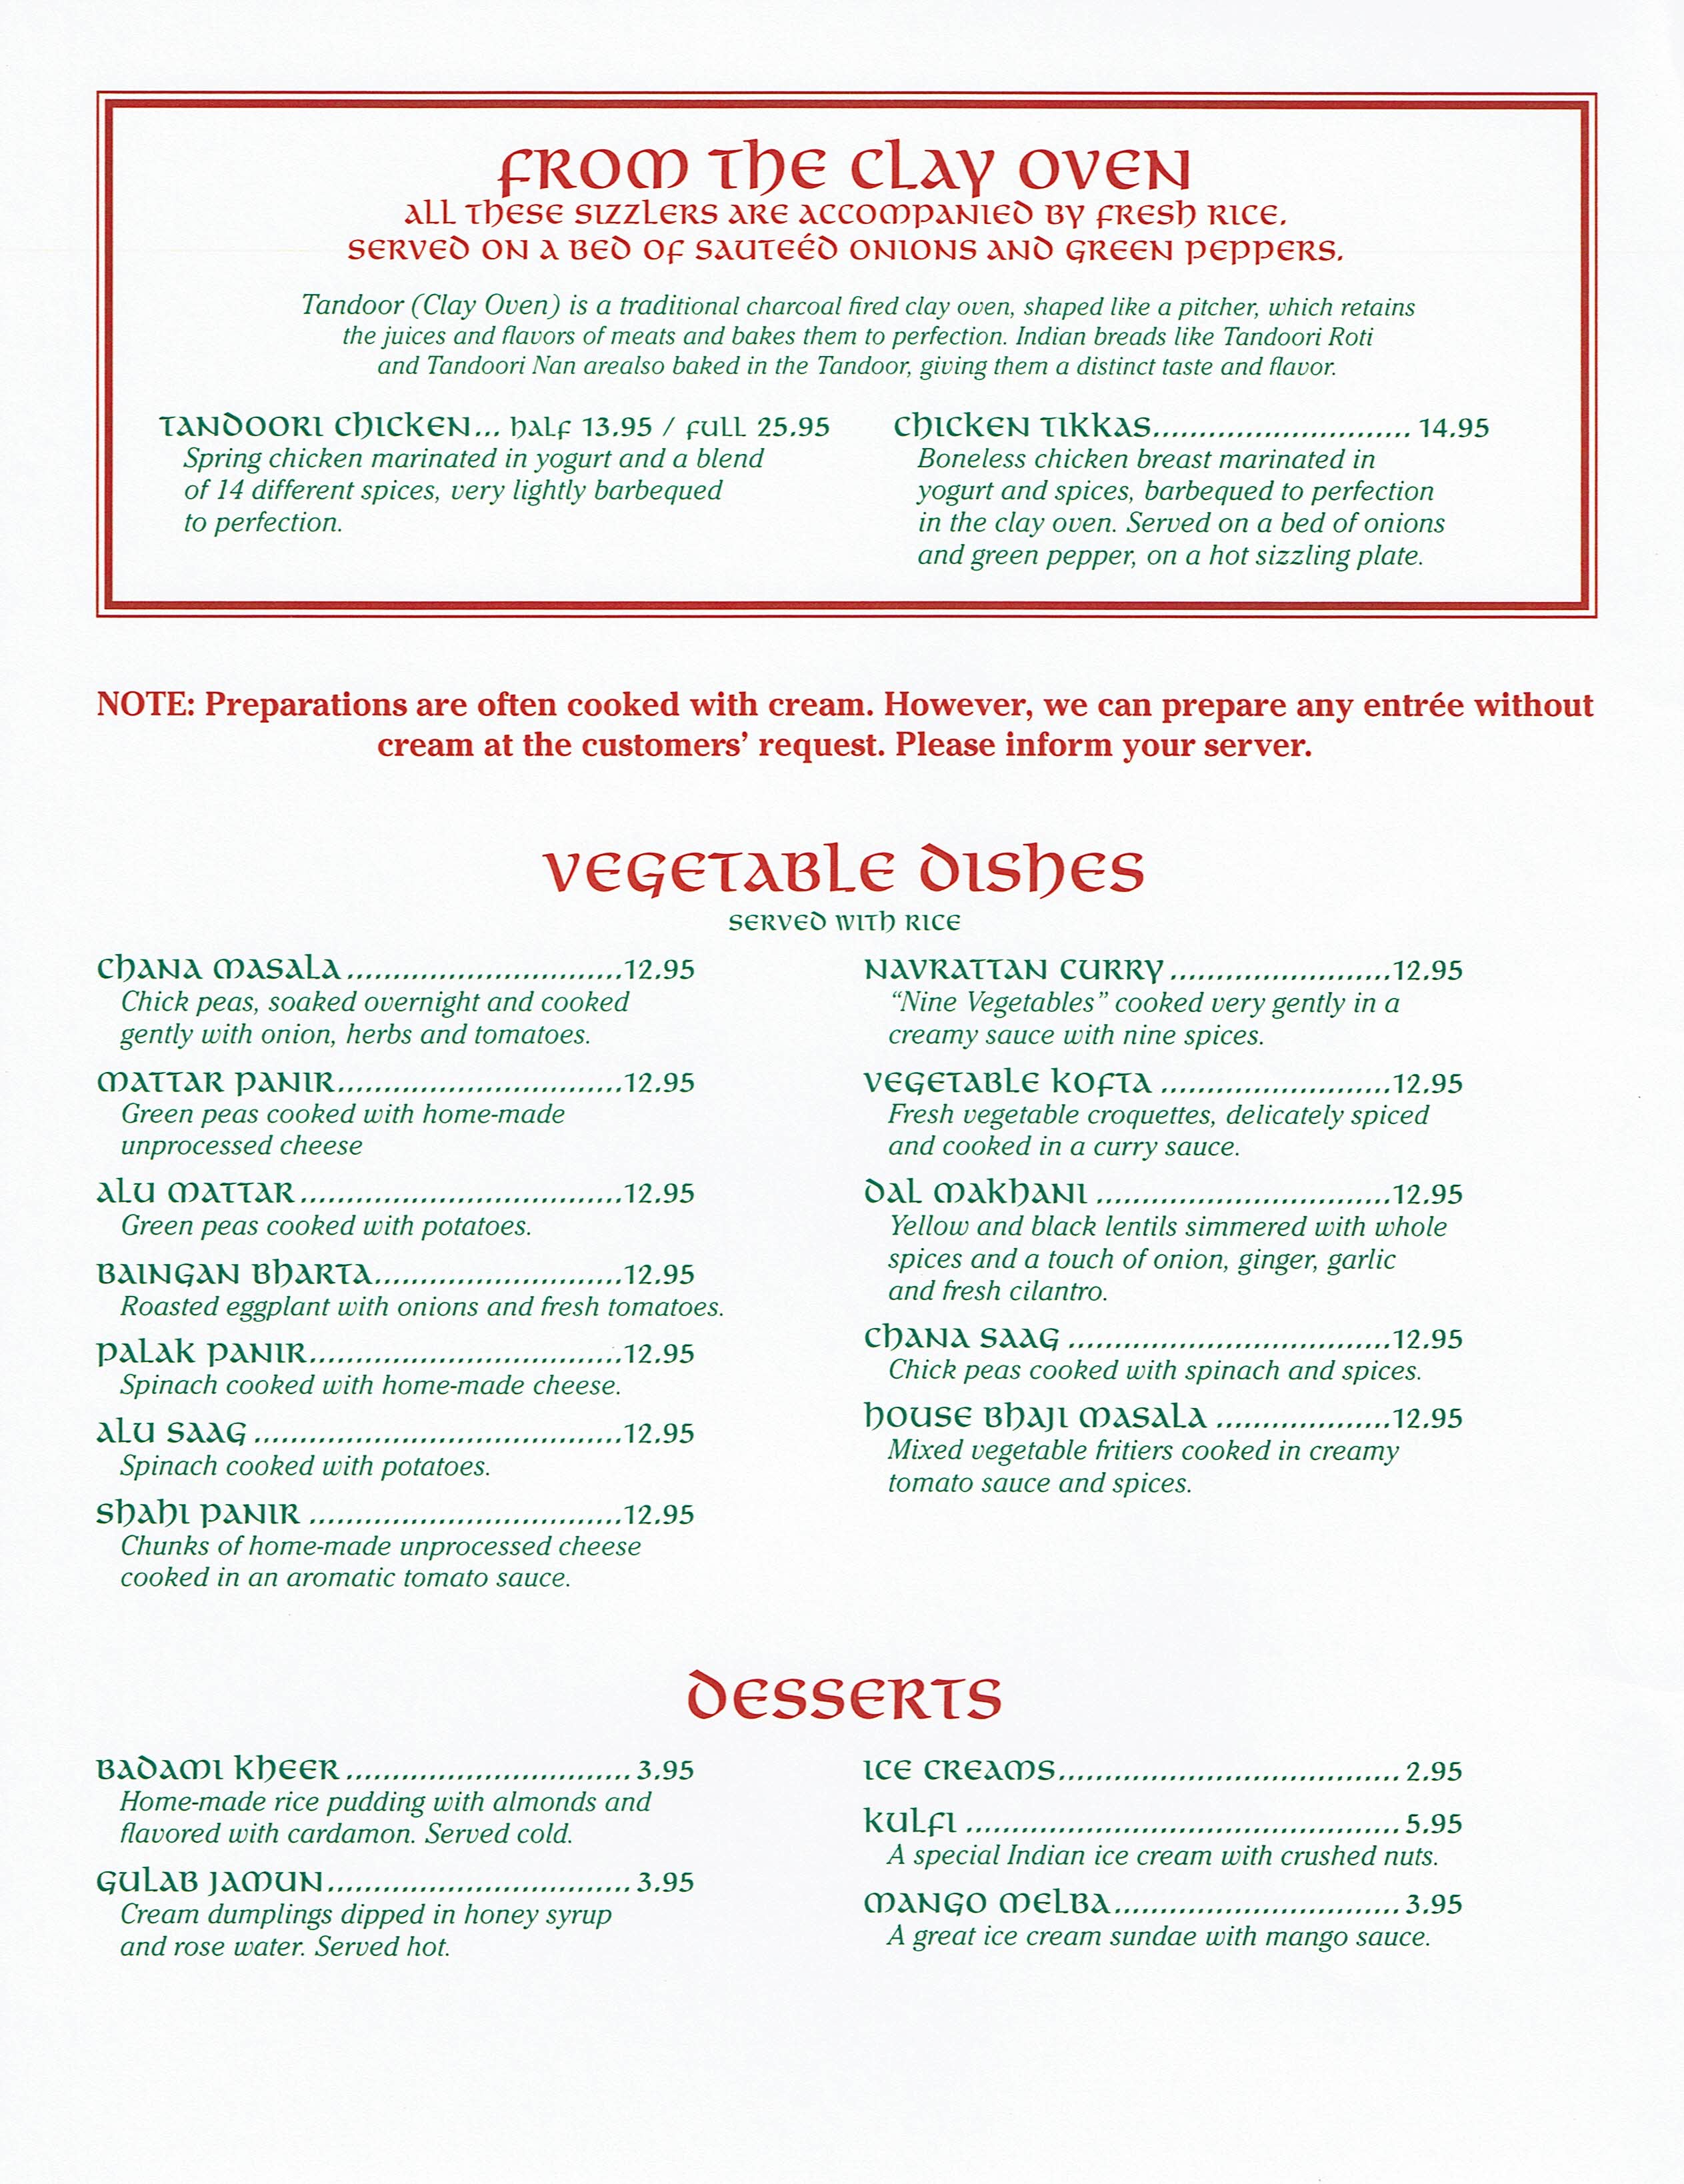 FROM THE CLAY OVEN
ALL THESE SIZZLERS ARE ACCOMPANIED BY FRESH RICE.
SERVED ON A BED OF SAUTEÉD ONIONS AND GREEN PEPPERS.
Tandoor (Clay Oven) is a traditional charcoal fired clay oven, shaped like a pitcher, which retains
the juices and flavors of meats and bakes them to perfection. Indian breads like Tandoori Roti
and Tandoori Nan arealso baked in the Tandoor, giving them a distinct taste and flavor.
TANDOORI CHICKEN... HALF 13.95 / FULL 25.95
Spring chicken marinated in yogurt and a blend
of 14 different spices, very lightly barbequed
to perfection.
CHICKEN TIKKAS............................ 14.95
Boneless chicken breast marinated in
yogurt and spices, barbequed to perfection
in the clay oven. Served on a bed of onions
and green pepper, on a hot sizzling plate.
NOTE: Preparations are often cooked with cream. However, we can prepare any entrée without
cream at the customers’ request. Please inform your server.
VEGETABLE DISHES
SERVED WITH RICE
CHANA MASALA..............................12.95
Chick peas, soaked overnight and cooked
gently with onion, herbs and tomatoes.
MATTAR PANIR...............................12.95
Green peas cooked with home-made
unprocessed cheese
ALU MATTAR...................................12.95
Green peas cooked with potatoes.
BAINGAN BHARTA...........................12.95
Roasted eggplant with onions and fresh tomatoes.
PALAK PANIR..................................12.95
Spinach cooked with home-made cheese.
ALU SAAG........................................12.95
Spinach cooked with potatoes.
SHAHI PANIR ..................................12.95
Chunks of home-made unprocessed cheese
cooked in an aromatic tomato sauce.
NAVRATTAN CURRY........................12.95
“Nine Vegetables” cooked very gently in a
creamy sauce with nine spices.
VEGETABLE KOFTA .........................12.95
Fresh vegetable croquettes, delicately spiced
and cooked in a curry sauce.
DAL MAKHANI ................................12.95
Yellow and black lentils simmered with whole
spices and a touch of onion, ginger, garlic
and fresh cilantro.
CHANA SAAG ...................................12.95
Chick peas cooked with spinach and spices.
HOUSE BHAJI MASALA ...................12.95
Mixed vegetable fritiers cooked in creamy
tomato sauce and spices.
DESSERTS
BADAMI KHEER............................... 3.95
Home-made rice pudding with almonds and
flavored with cardamon. Served cold.
GULAB JAMUN................................. 3.95
Cream dumplings dipped in honey syrup
and rose water. Served hot.
ICE CREAMS..................................... 2.95
KULFI ............................................... 5.95
A special Indian ice cream with crushed nuts.
MANGO MELBA............................... 3.95
A great ice cream sundae with mango sauce.